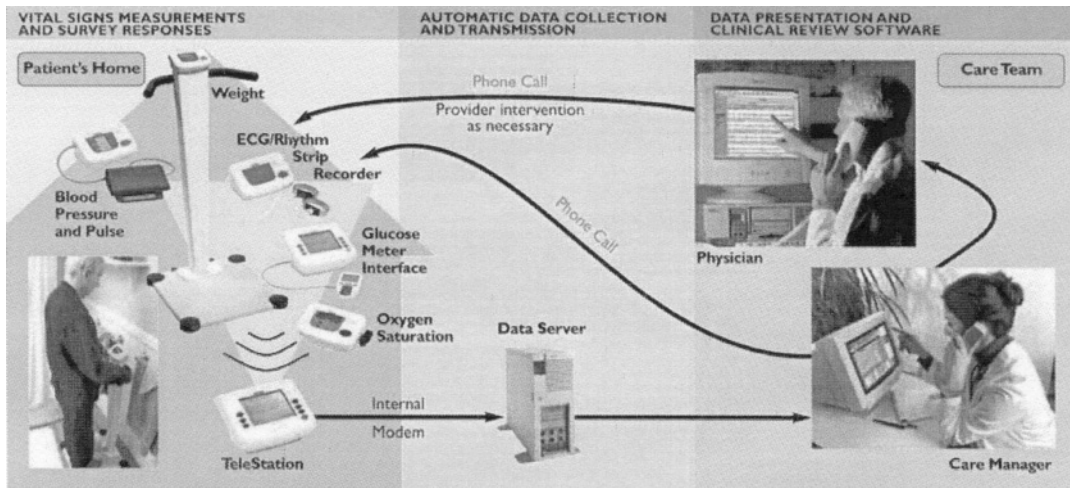 VITAL SIGNS MEASUREMENTS
AND SURVEY RESPONSES
AUTOMATIC DATA COLLECTION
AND TRANSMISSION
DATA PRESENTATION AND
CLINICAL REVIEW SOFTWARE
Patient's Home
Weight
ECG/Rhythm
Strip
Recorder
Blood
Pressure
and Pulse
Glucose
Meter
Interface
Oxygen
Saturation
TeleStation
Phone Call
Provider intervention
as necessary
Phone Call
Data Server
Internal
Modem
Care Team
Physician
Care Manager